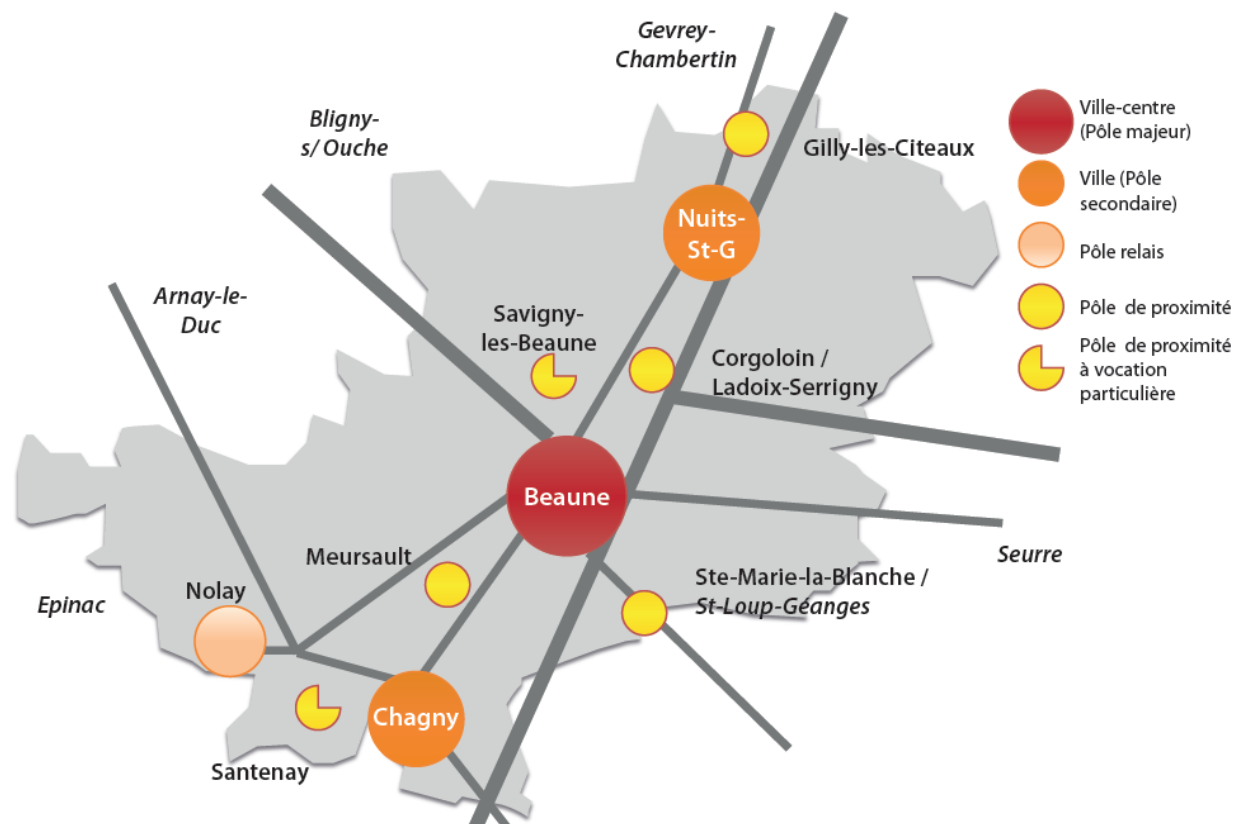 Gevrey-
Chambertin
Bligny-
s/ Ouche
Gilly-les-Citeaux
Nuits-
St-G
Arnay-le-
Duc
Savigny-
les-Beaune
Corgoloin /
Ladoix-Serrigny
Beaune
Seurre
Meursault
Ste-Marie-la-Blanche /
St-Loup-Géanges
Epinac
Nolay
Chagny
Santenay
Ville-centre
(Pôle majeur)
Ville (Pôle
secondaire)
Pôle relais
Pôle de proximité
Pôle de proximité
à vocation
particulière